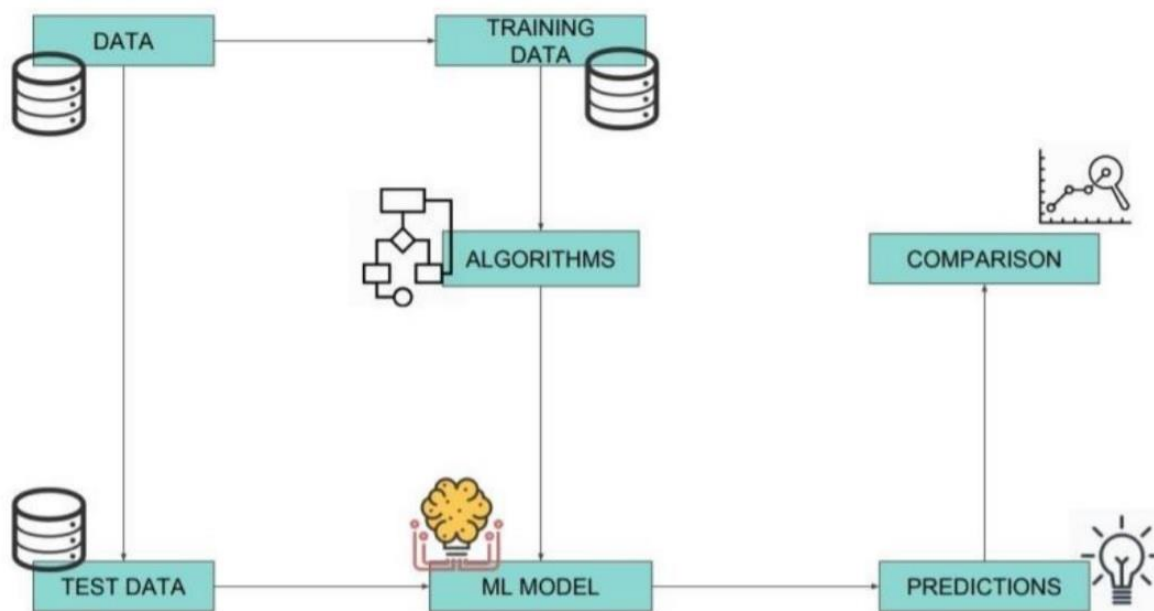 DATA
TRAINING
DATA
ALGORITHMS
COMPARISON
TEST DATA
ML MODEL
PREDICTIONS